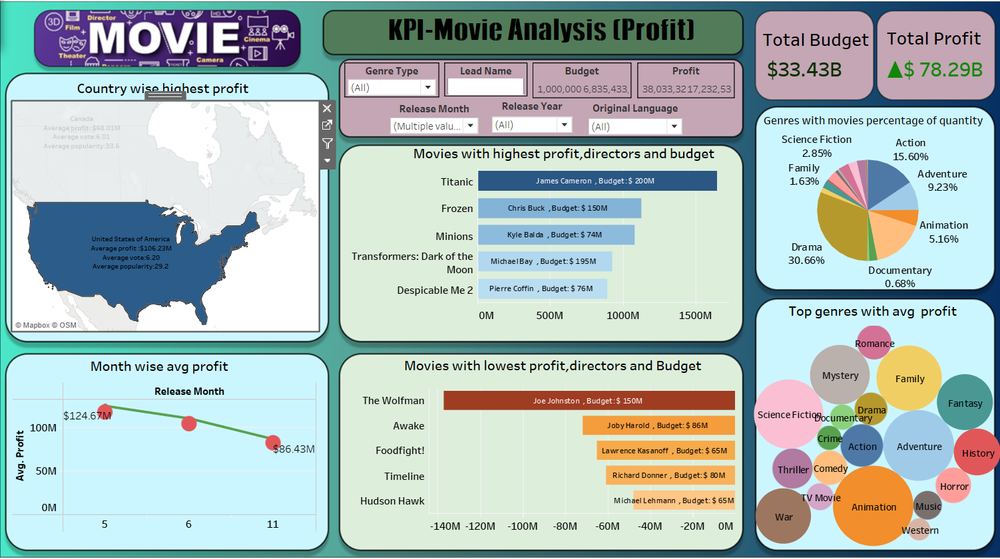 3D
Film
Director
HD
MOVIE
Cinema
Theater
Camera
TICKET
KPI-Movie Analysis (Profit)
Total Budget
$33.43B
Total Profit
▲$ 78.29B
Genre Type
(All)
Lead Name
Budget
1,000,000 6,835,433,
Profit
38,033,32 17,232,53
Release Month
(Multiple valu...
Release Year
(All)
Original Language
(All)
Country wise highest profit
Canada
Average profit:$68.01M
Average vote:6.01
Average popularity:33.6
United States of America
Average profit :$106.23M
Average vote:6.20
Average popularity:29.2
© Mapbox © OSM
Movies with highest profit,directors and budget
Titanic
James Cameron , Budget: $ 200M
Frozen
Chris Buck , Budget: $ 150M
Minions
Kyle Balda , Budget: $ 74M
Transformers: Dark of the
Moon
Michael Bay , Budget: $ 195M
Despicable Me 2
Pierre Coffin , Budget: $ 76M
0M 500M 1000M 1500M
Genres with movies percentage of quantity
Science Fiction
2.85%
Action
15.60%
Family
1.63%
Adventure
9.23%
Animation
5.16%
Drama
30.66%
Documentary
0.68%
Month wise avg profit
Release Month
Avg. Profit
$124.67M
100M
$86.43M
50M
0M
5 6 11
Movies with lowest profit,directors and Budget
The Wolfman
Joe Johnston , Budget: $ 150M
Awake
Joby Harold , Budget: $ 86M
Foodfight!
Lawrence Kasanoff , Budget: $ 65M
Timeline
Richard Donner , Budget: $ 80M
Hudson Hawk
Michael Lehmann , Budget: $ 65M
-140M -120M -100M -80M -60M -40M -20M 0M
Top genres with avg profit
Romance
Mystery
Family
Fantasy
Science Fiction
Documentary
Drama
Crime
Action
Adventure
History
Thriller
Comedy
Horror
TV Movie
Music
War
Animation
Western